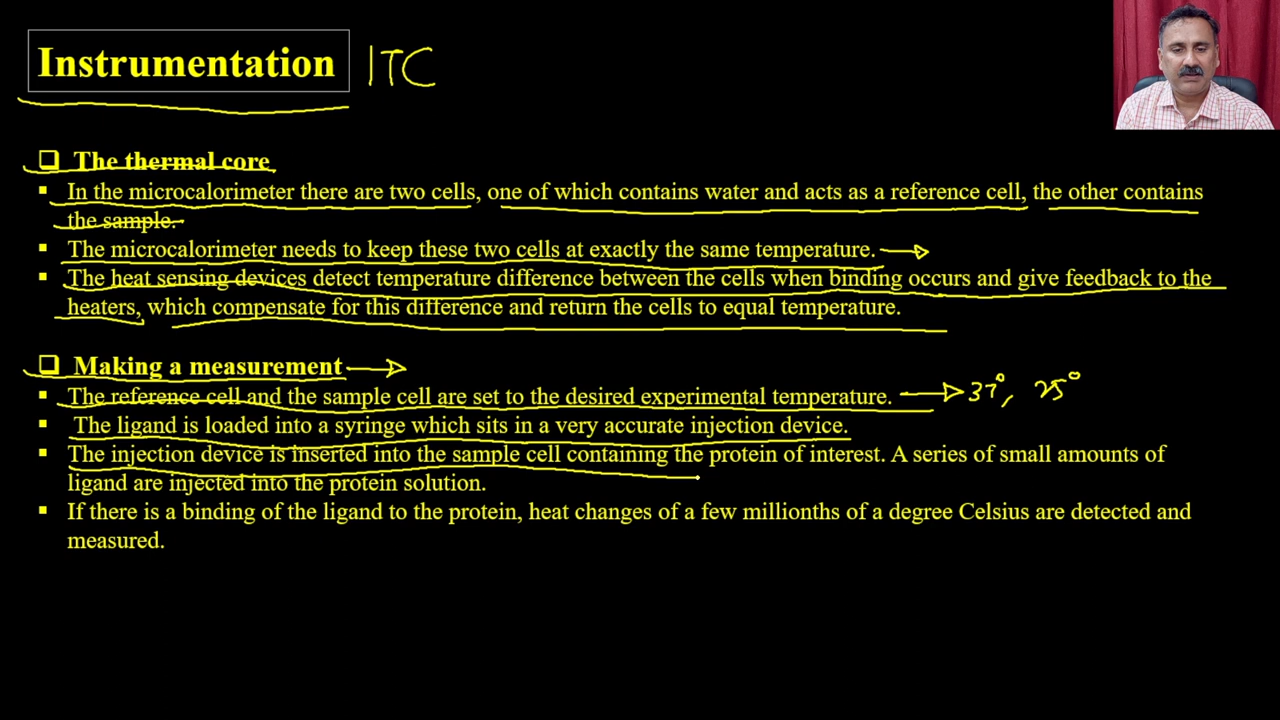 Instrumentation ITC
❑ The thermal core
▪ In the microcalorimeter there are two cells, one of which contains water and acts as a reference cell, the other contains
the sample.
▪ The microcalorimeter needs to keep these two cells at exactly the same temperature.
▪ The heat sensing devices detect temperature difference between the cells when binding occurs and give feedback to the
heaters, which compensate for this difference and return the cells to equal temperature.
❑ Making a measurement
▪ The reference cell and the sample cell are set to the desired experimental temperature. 37°, 25°
▪ The ligand is loaded into a syringe which sits in a very accurate injection device.
▪ The injection device is inserted into the sample cell containing the protein of interest. A series of small amounts of
ligand are injected into the protein solution.
▪ If there is a binding of the ligand to the protein, heat changes of a few millionths of a degree Celsius are detected and
measured.